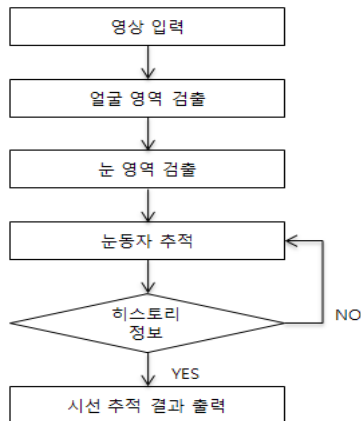 영상 입력
얼굴 영역 검출
눈 영역 검출
눈동자 추적
히스토리
정보
NO
YES
시선 추적 결과 출력